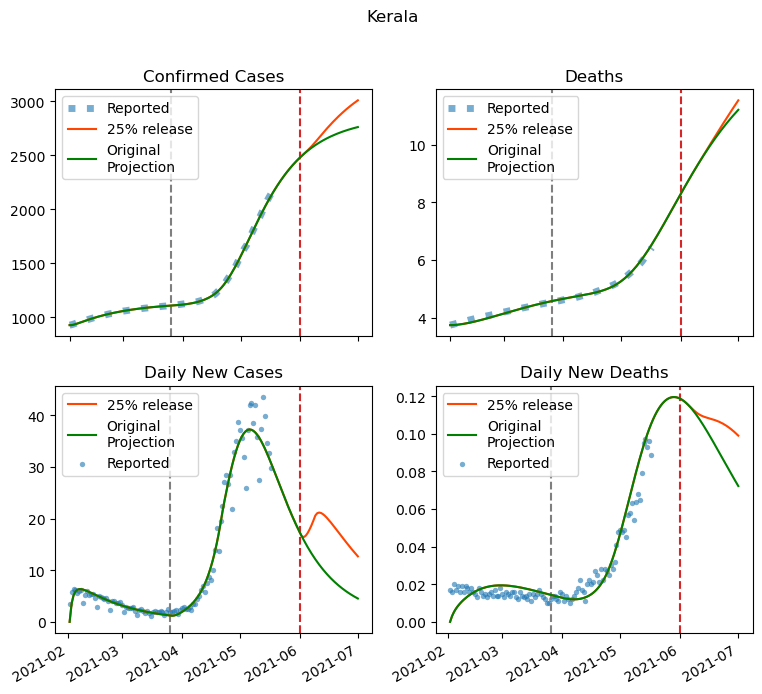 Kerala
Confirmed Cases
3000
2500
2000
1500
1000
Reported
25% release
Original
Projection
Deaths
10
8
6
4
Reported
25% release
Original
Projection
Daily New Cases
40
30
20
10
0
25% release
Original
Projection
Reported
2021-02
2021-03
2021-04
2021-05
2021-06
2021-07
Daily New Deaths
0.12
0.10
0.08
0.06
0.04
0.02
0.00
25% release
Original
Projection
Reported
2021-02
2021-03
2021-04
2021-05
2021-06
2021-07